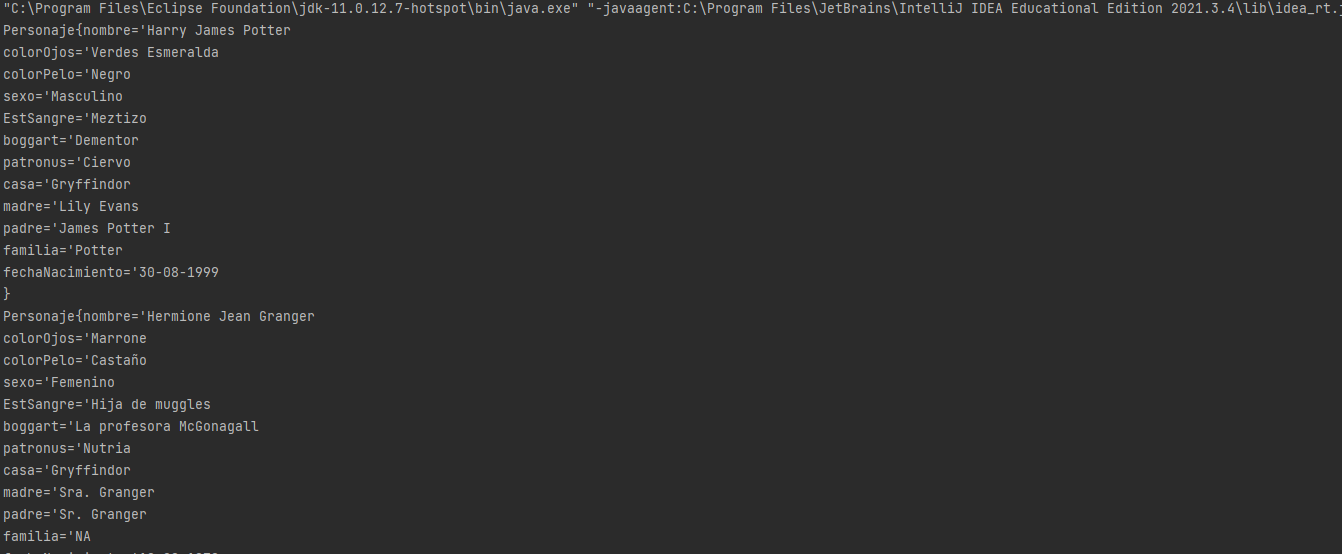 "C:\Program Files\Eclipse Foundation\jdk-11.0.12.7-hotspot\bin\java.exe" "-javaagent:C:\Program Files\JetBrains\IntelliJ IDEA Educational Edition 2021.3.4\lib\idea_rt.j
Personaje{nombre='Harry James Potter
colorOjos='Verdes Esmeralda
colorPelo='Negro
sexo='Masculino
EstSangre='Meztizo
boggart='Dementor
patronus='Ciervo
casa='Gryffindor
madre='Lily Evans
padre='James Potter I
familia='Potter
fechaNacimiento='30-08-1999
}
Personaje{nombre='Hermione Jean Granger
colorOjos='Marrone
colorPelo='Castaño
sexo='Femenino
EstSangre='Hija de muggles
boggart='La profesora McGonagall
patronus='Nutria
casa='Gryffindor
madre='Sra. Granger
padre='Sr. Granger
familia='NA